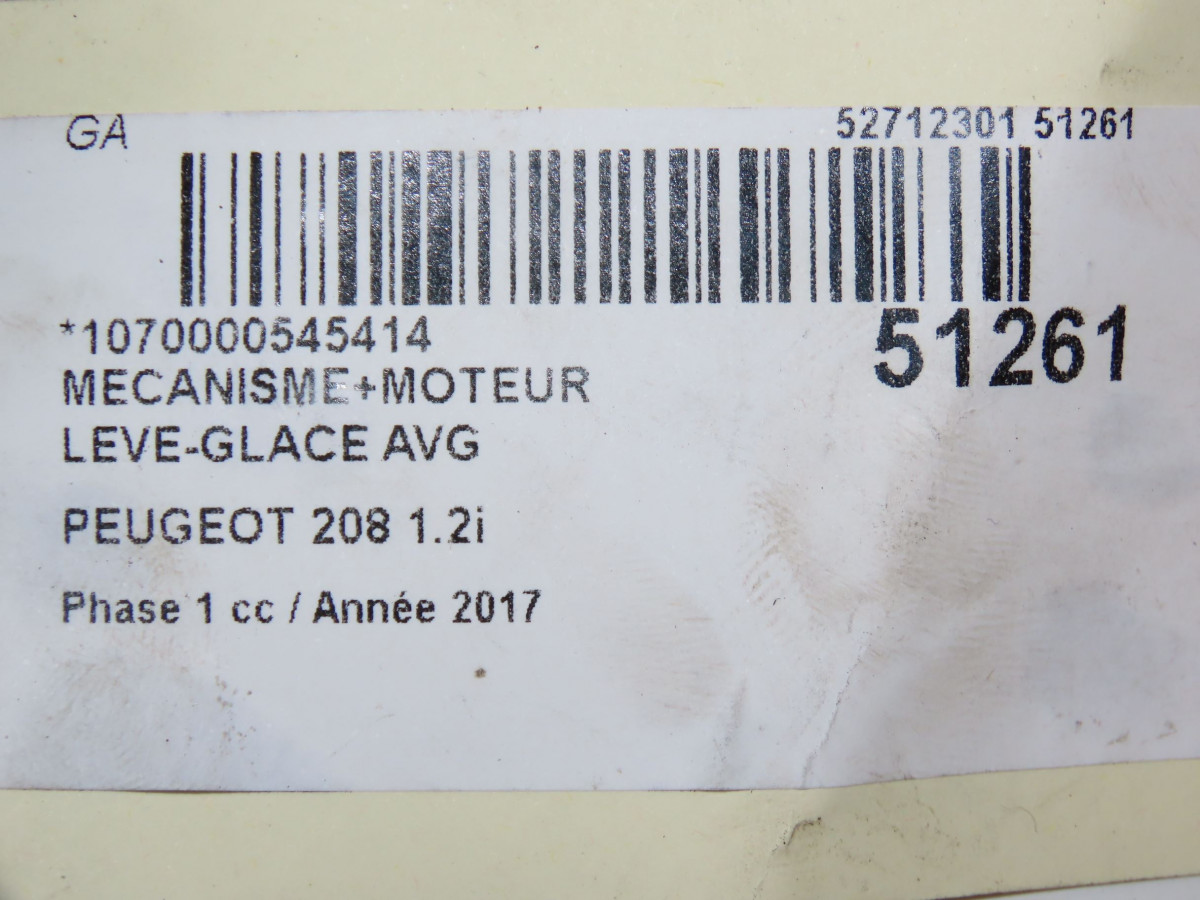 GA
52712301 51261
*1070000545414
51261
MECANISME+MOTEUR
LEVE-GLACE AVG
PEUGEOT 208 1.2i
Phase 1 cc / Année 2017